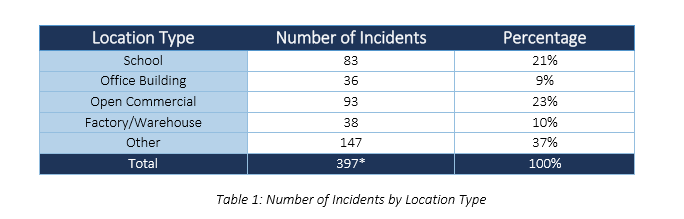 Location Type Number of Incidents Percentage
School 83 21%
Office Building 36 9%
Open Commercial 93 23%
Factory/Warehouse 38 10%
Other 147 37%
Total 397* 100%
Table 1: Number of Incidents by Location Type